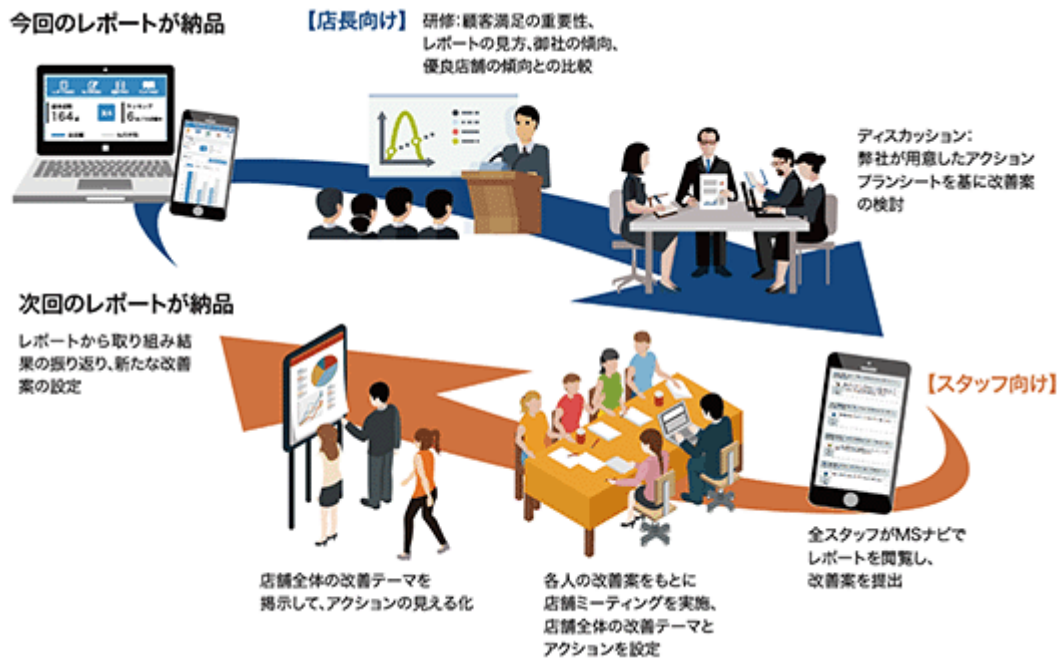 今回のレポートが納品
【店長向け】
研修：顧客満足の重要性、
レポートの見方、御社の傾向、
優良店舗の傾向との比較
164
6
ディスカッション：
弊社が用意したアクション
プランシートを基に改善案
の検討
【スタッフ向け】
全スタッフがMSナビで
レポートを閲覧し、
改善案を提出
各人の改善案をもとに
店舗ミーティングを実施、
店舗全体の改善テーマと
アクションを設定
店舗全体の改善テーマを
掲示して、アクションの見える化
次回のレポートが納品
レポートから取り組み結
果の振り返り、新たな改善
案の設定